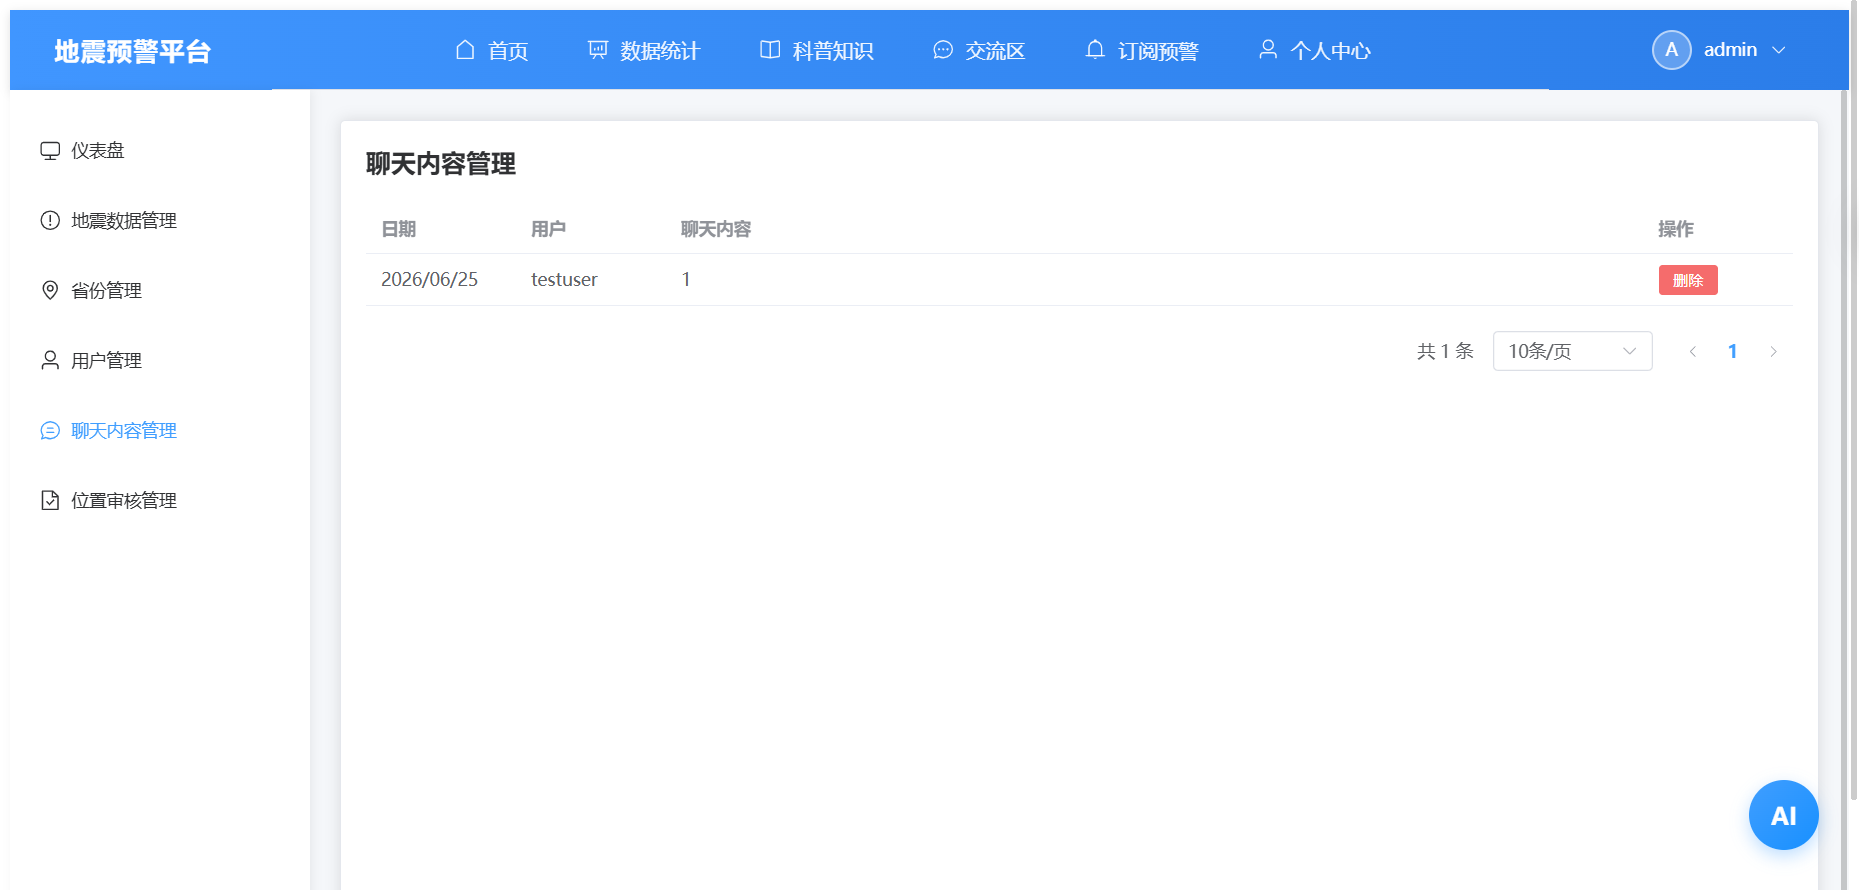 地震预警平台
首页
数据统计
科普知识
交流区
订阅预警
个人中心
A
admin
仪表盘
地震数据管理
省份管理
用户管理
聊天内容管理
位置审核管理
聊天内容管理
日期 用户 聊天内容 操作
2026/06/25 testuser 1 删除
共 1 条 10条/页 1
AI